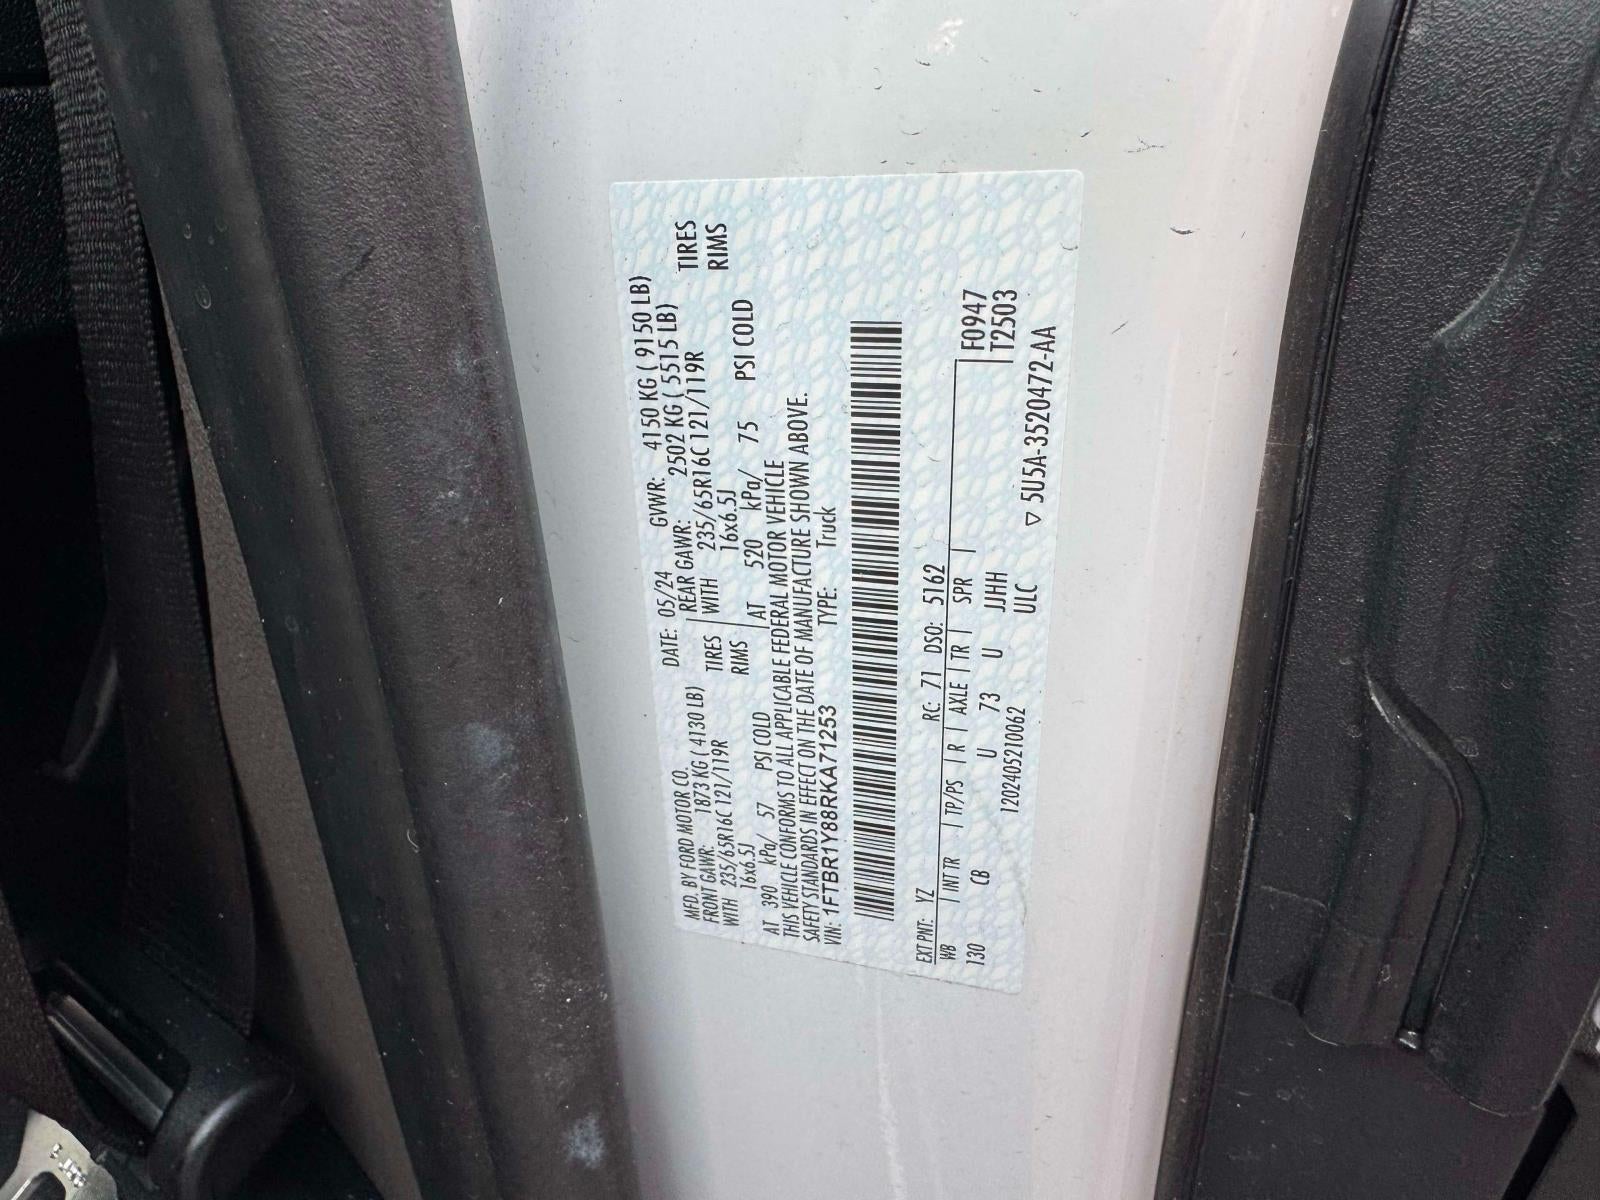 MFD. BY FORD MOTOR CO. DATE: 05/24 GVWR: 4150 KG ( 9150 LB)
FRONT GAWR: 1873 KG ( 4130 LB) REAR GAWR: 2502 KG ( 5515 LB)
WITH 235/65R16C 121/119R TIRES WITH 235/65R16C 121/119R TIRES
16x6.5J RIMS 16x6.5J RIMS
AT 390 kPa/ 57 PSI COLD AT 520 kPa/ 75 PSI COLD
THIS VEHICLE CONFORMS TO ALL APPLICABLE FEDERAL MOTOR VEHICLE
SAFETY STANDARDS IN EFFECT ON THE DATE OF MANUFACTURE SHOWN ABOVE.
VIN: 1FTBR1Y88RKA71253 TYPE: Truck
EXT PNT: YZ RC: 71 DSO: 5162
WB INT TR TP/PS R AXLE TR SPR F0947
130 CB U 73 U JJHH T2503
12024052100​62 ULC ▽ 5U5A-3520472-AA